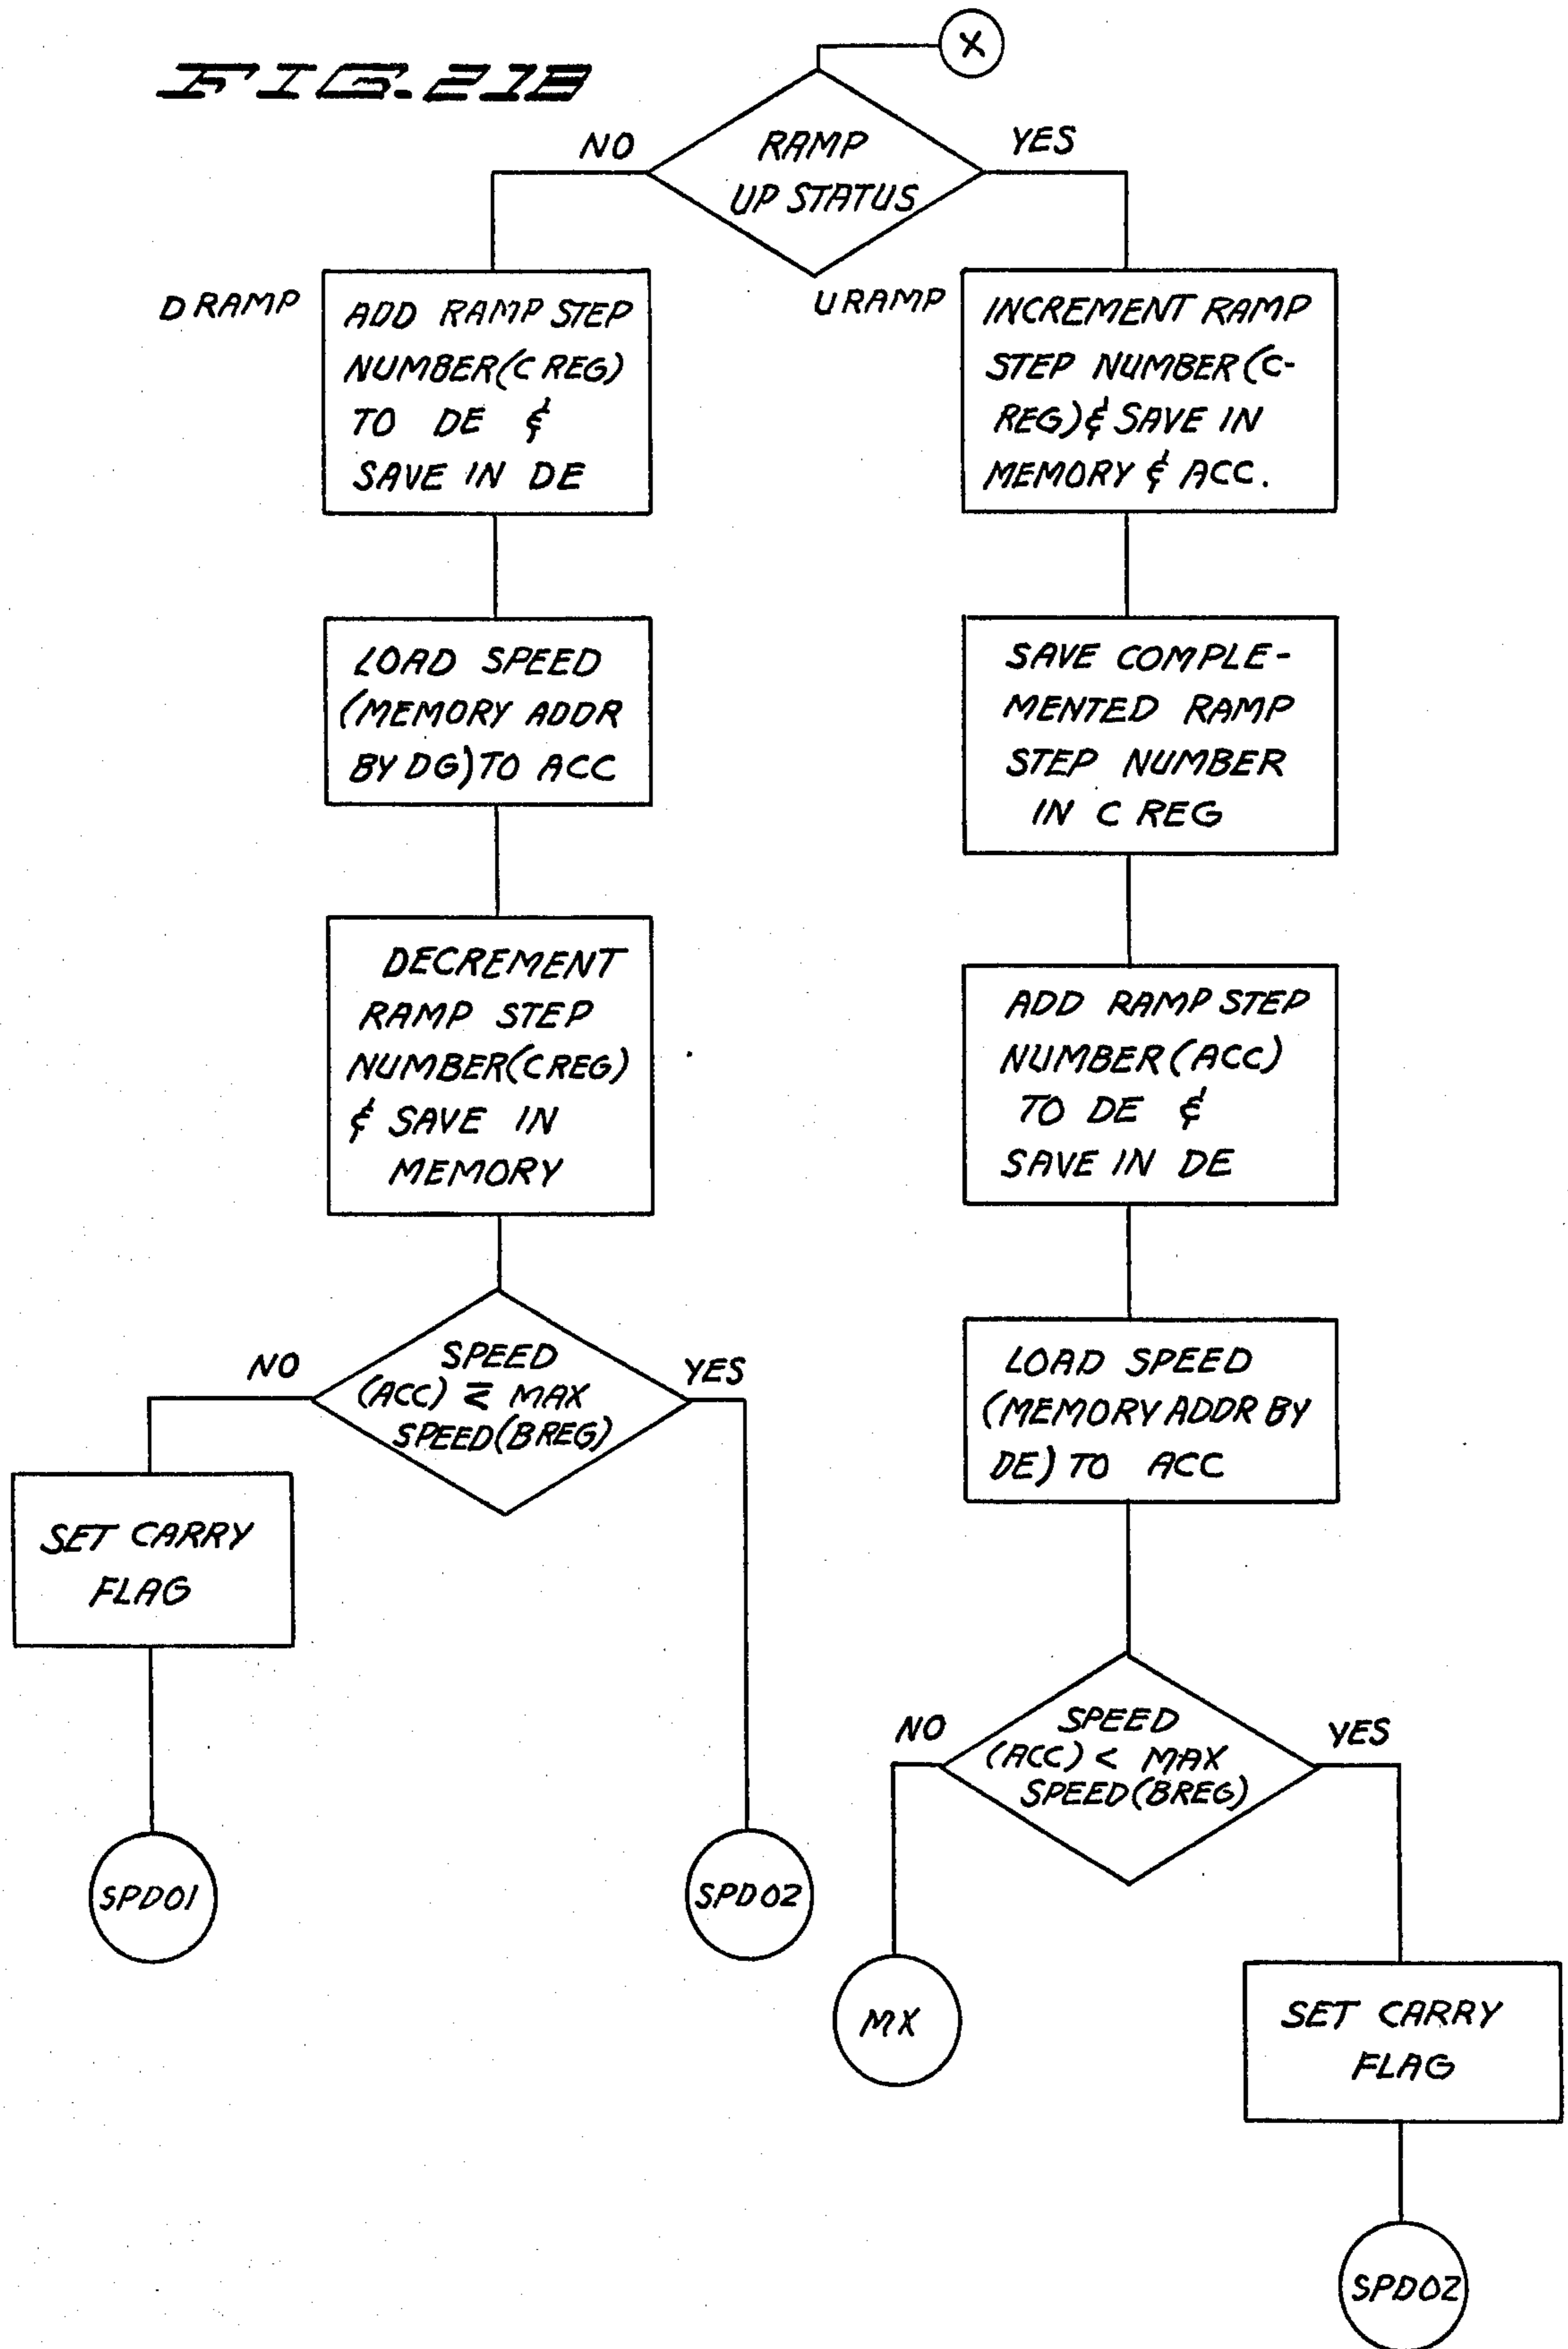 FIG. 21B
X
RAMP
UP STATUS
NO
YES
D RAMP
ADD RAMP STEP
NUMBER(C REG)
TO DE &
SAVE IN DE
LOAD SPEED
(MEMORY ADDR
BY DG)TO ACC
DECREMENT
RAMP STEP
NUMBER(C REG)
& SAVE IN
MEMORY
SPEED
(ACC) ≤ MAX
SPEED(BREG)
NO
YES
SET CARRY
FLAG
SPD01
SPD02
URAMP
INCREMENT RAMP
STEP NUMBER(C-
REG)& SAVE IN
MEMORY & ACC.
SAVE COMPLE-
MENTED RAMP
STEP NUMBER
IN C REG
ADD RAMP STEP
NUMBER(ACC)
TO DE &
SAVE IN DE
LOAD SPEED
(MEMORY ADDR BY
DE) TO ACC
SPEED
(ACC) < MAX
SPEED(BREG)
NO
YES
MX
SET CARRY
FLAG
SPD02